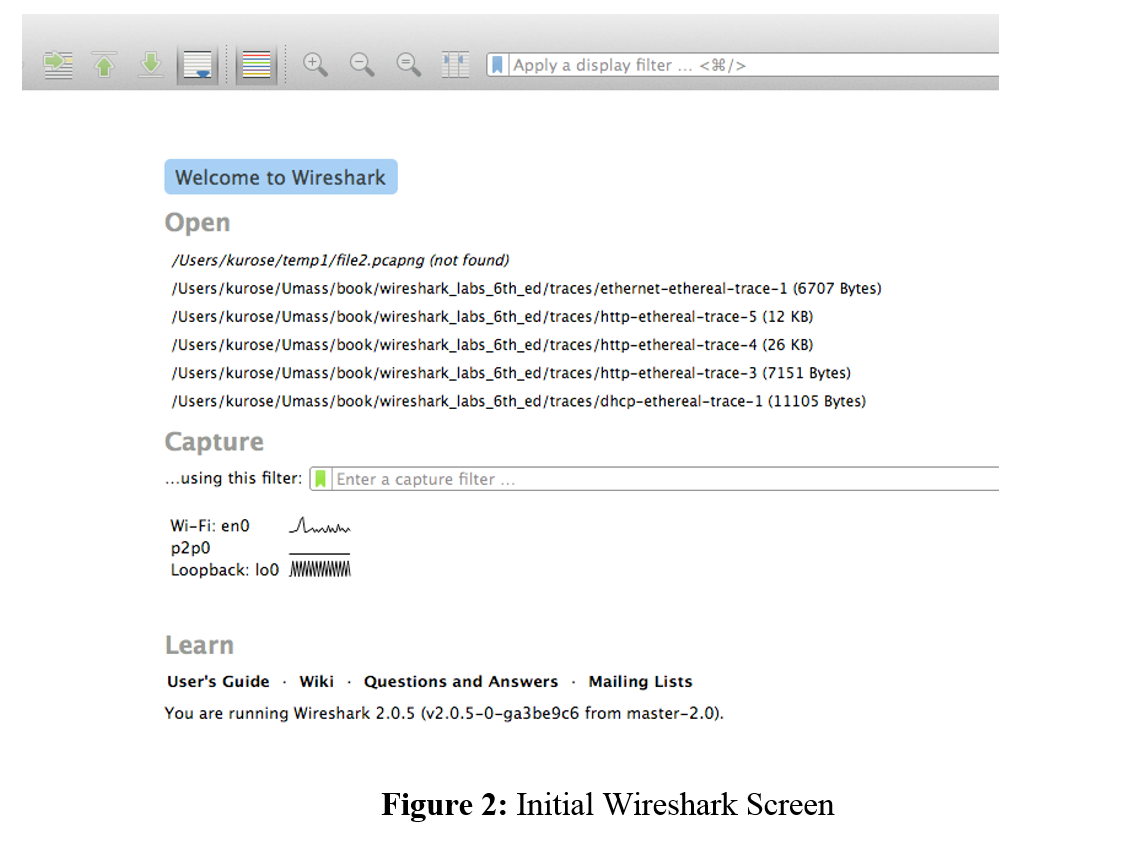 Apply a display filter ... <⌘/>
Welcome to Wireshark
Open
/Users/kurose/temp1/file2.pcapng (not found)
/Users/kurose/Umass/book/wireshark_labs_6th_ed/traces/ethernet-ethereal-trace-1 (6707 Bytes)
/Users/kurose/Umass/book/wireshark_labs_6th_ed/traces/http-ethereal-trace-5 (12 KB)
/Users/kurose/Umass/book/wireshark_labs_6th_ed/traces/http-ethereal-trace-4 (26 KB)
/Users/kurose/Umass/book/wireshark_labs_6th_ed/traces/http-ethereal-trace-3 (7151 Bytes)
/Users/kurose/Umass/book/wireshark_labs_6th_ed/traces/dhcp-ethereal-trace-1 (11105 Bytes)
Capture
...using this filter: Enter a capture filter ...
Wi-Fi: en0
p2p0
Loopback: lo0
Learn
User's Guide · Wiki · Questions and Answers · Mailing Lists
You are running Wireshark 2.0.5 (v2.0.5-0-ga3be9c6 from master-2.0).
Figure 2: Initial Wireshark Screen